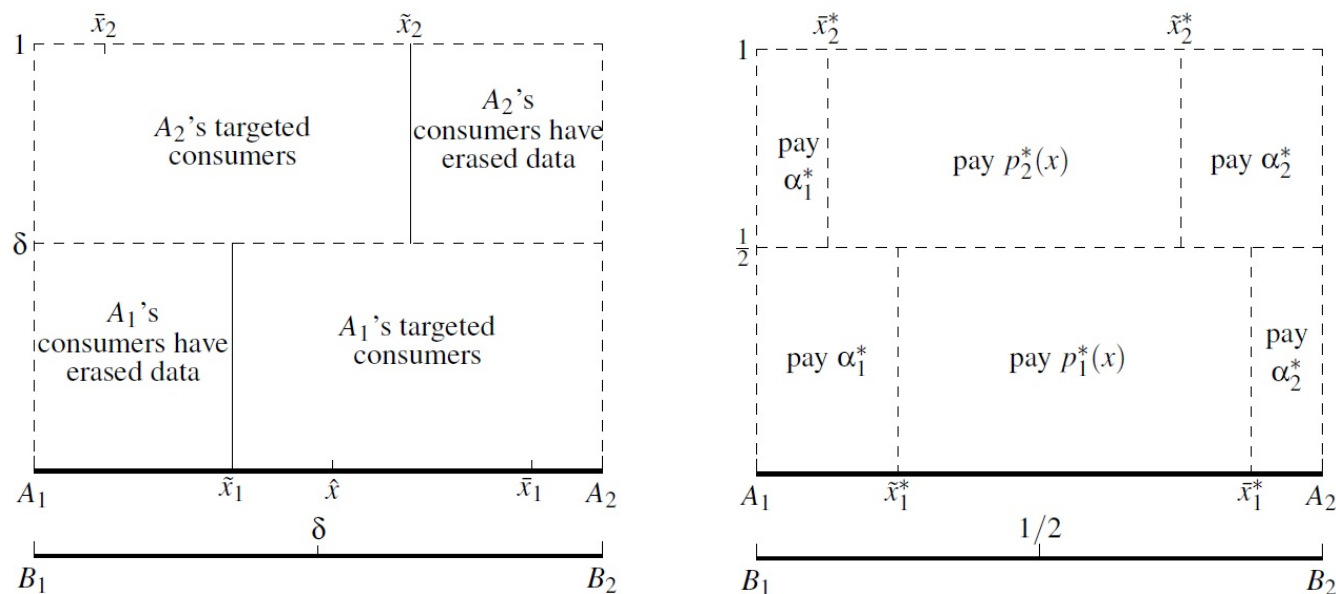 x̄₂ x̃₂
1
A₂'s targeted
consumers
A₂'s
consumers have
erased data
δ
A₁'s
consumers have
erased data
A₁'s targeted
consumers
A₁ x̃₁ x̂ x̄₁ A₂
δ
B₁ B₂
x̄₂* x̃₂*
1
pay
α₁*
pay p₂*(x)
pay α₂*
1/2
pay α₁*
pay p₁*(x)
pay
α₂*
A₁ x̃₁* x̄₁* A₂
1/2
B₁ B₂